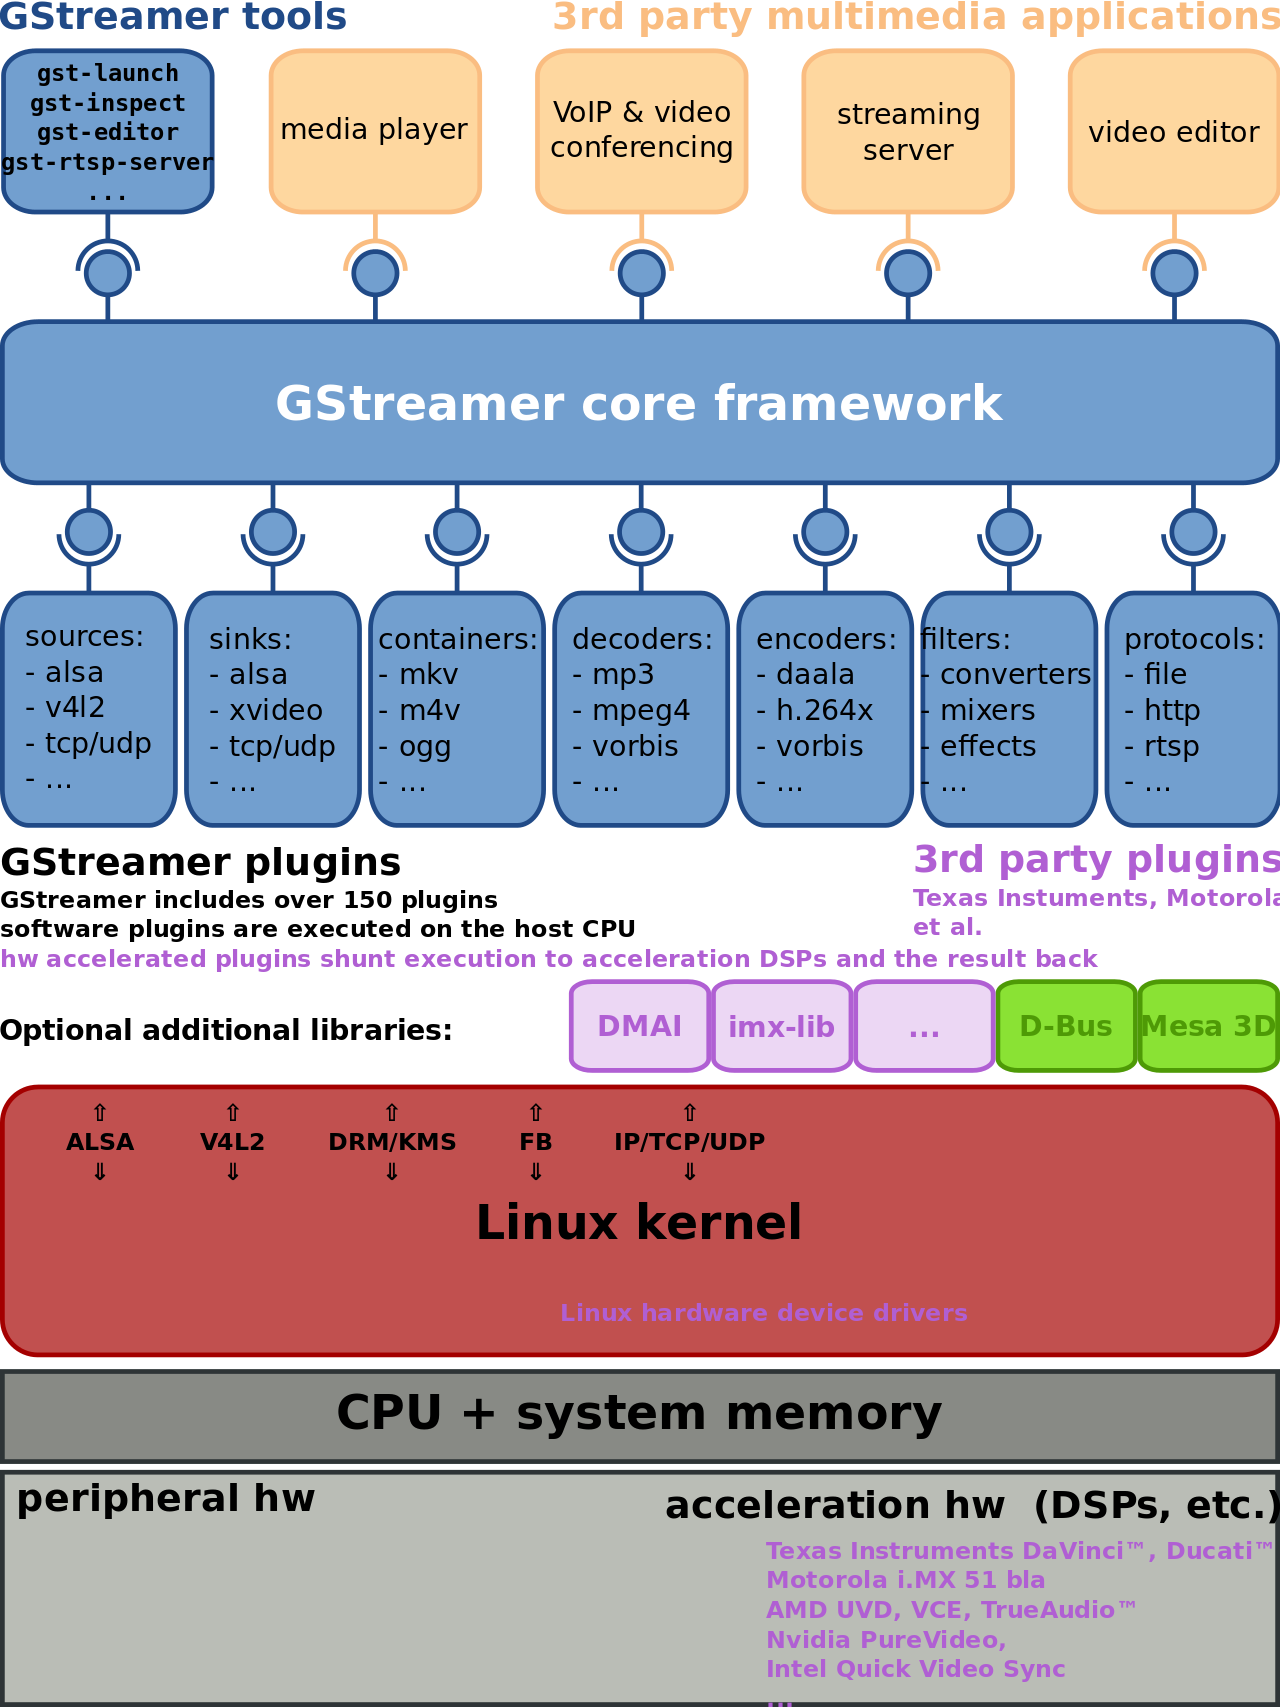 GStreamer tools
3rd party multimedia applications
gst-launch
gst-inspect
gst-editor
gst-rtsp-server
...
media player
VoIP & video
conferencing
streaming
server
video editor
GStreamer core framework
sources:
- alsa
- v4l2
- tcp/udp
- ...
sinks:
- alsa
- xvideo
- tcp/udp
- ...
containers:
- mkv
- m4v
- ogg
- ...
decoders:
- mp3
- mpeg4
- vorbis
- ...
encoders:
- daala
- h.264x
- vorbis
- ...
filters:
- converters
- mixers
- effects
- ...
protocols:
- file
- http
- rtsp
- ...
GStreamer plugins
GStreamer includes over 150 plugins
software plugins are executed on the host CPU
hw accelerated plugins shunt execution to acceleration DSPs and the result back
3rd party plugins
Texas Instuments, Motorola
et al.
Optional additional libraries:
DMAI
imx-lib
...
D-Bus
Mesa 3D
⇑ ⇑ ⇑ ⇑ ⇑
ALSA V4L2 DRM/KMS FB IP/TCP/UDP
⇓ ⇓ ⇓ ⇓ ⇓
Linux kernel
Linux hardware device drivers
CPU + system memory
peripheral hw
acceleration hw (DSPs, etc.)
Texas Instruments DaVinci™, Ducati™
Motorola i.MX 51 bla
AMD UVD, VCE, TrueAudio™
Nvidia PureVideo,
Intel Quick Video Sync
...